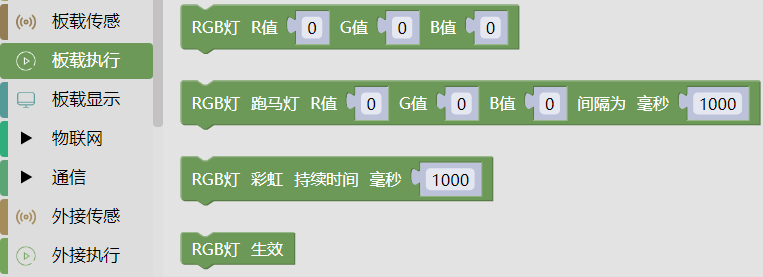 板载传感
板载执行
板载显示
物联网
通信
外接传感
外接执行
RGB灯 R值 0 G值 0 B值 0
RGB灯 跑马灯 R值 0 G值 0 B值 0 间隔为 毫秒 1000
RGB灯 彩虹 持续时间 毫秒 1000
RGB灯 生效